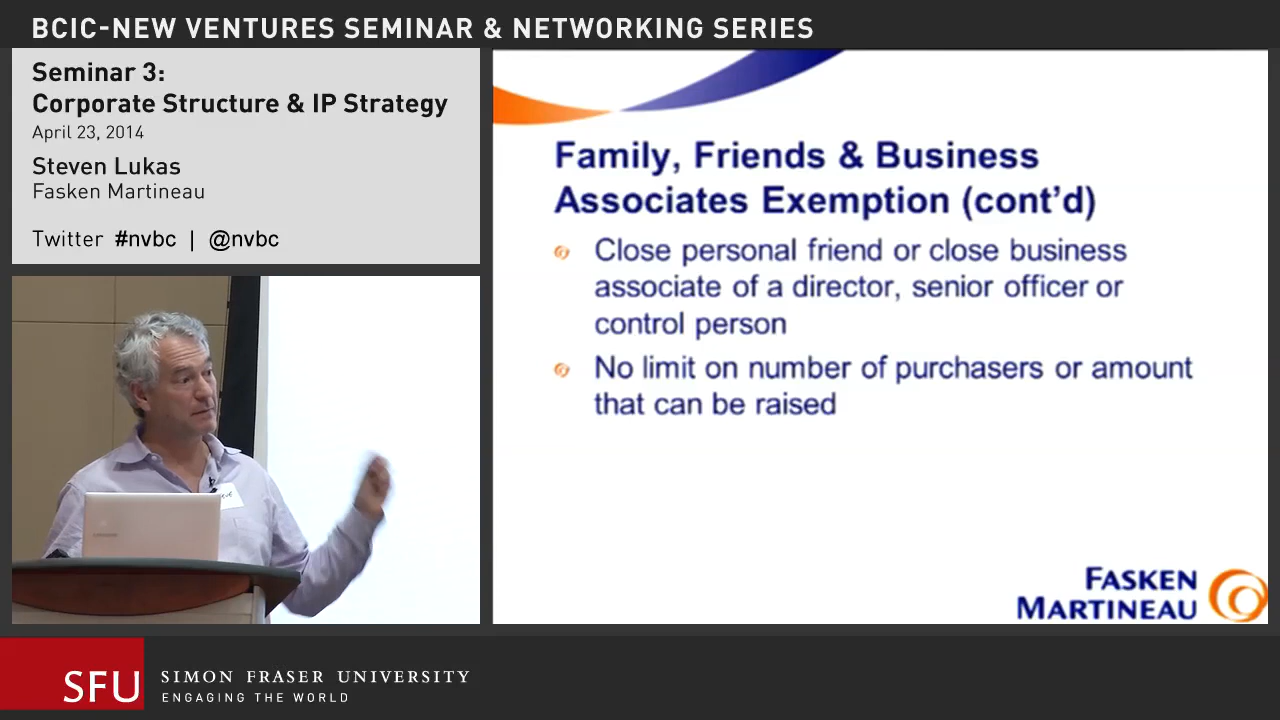 BCIC-NEW VENTURES SEMINAR & NETWORKING SERIES
Seminar 3:
Corporate Structure & IP Strategy
April 23, 2014
Steven Lukas
Fasken Martineau
Twitter #nvbc | @nvbc
Family, Friends & Business
Associates Exemption (cont’d)
Close personal friend or close business
associate of a director, senior officer or
control person
No limit on number of purchasers or amount
that can be raised
FASKEN
MARTINEAU
SFU
SIMON FRASER UNIVERSITY
ENGAGING THE WORLD